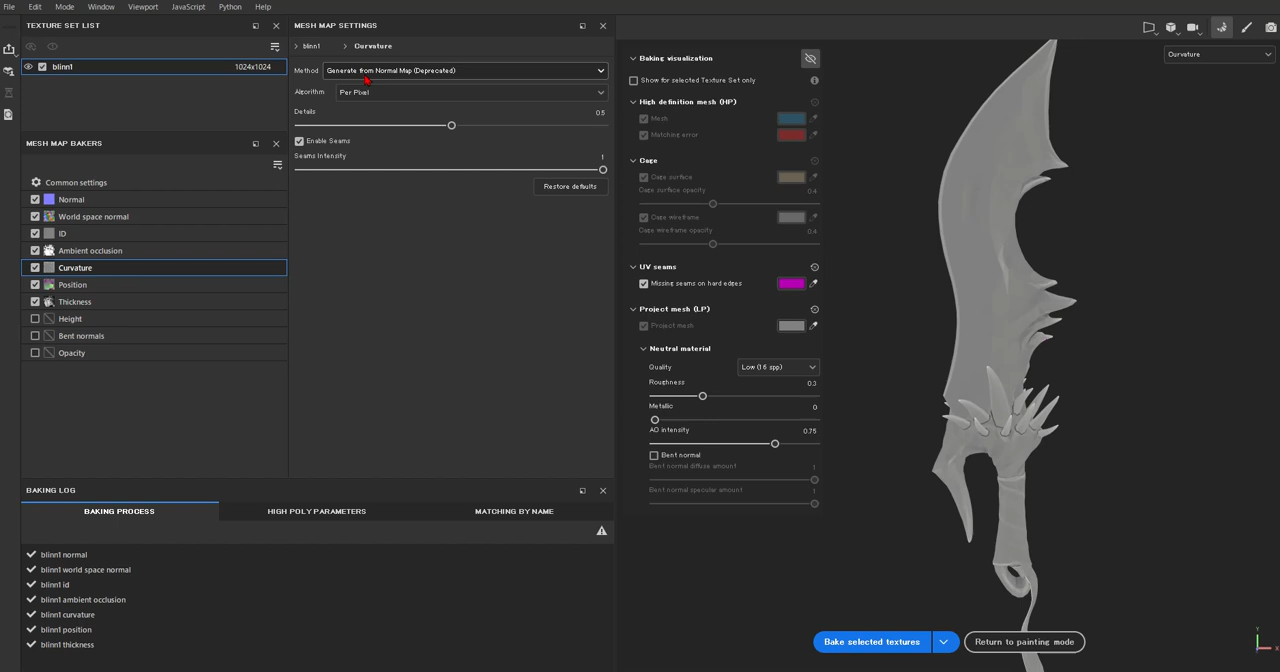 File Edit Mode Window Viewport JavaScript Python Help
TEXTURE SET LIST
blinn1 1024x1024
MESH MAP BAKERS
Common settings
Normal
World space normal
ID
Ambient occlusion
Curvature
Position
Thickness
Height
Bent normals
Opacity
MESH MAP SETTINGS
blinn1 Curvature
Method Generate from Normal Map (Deprecated)
Algorithm Per Pixel
Details 0.5
Enable Seams
Seams Intensity 1
Restore defaults
BAKING LOG
BAKING PROCESS HIGH POLY PARAMETERS MATCHING BY NAME
blinn1 normal
blinn1 world space normal
blinn1 id
blinn1 ambient occlusion
blinn1 curvature
blinn1 position
blinn1 thickness
Baking visualization
Show for selected Texture Set only
High definition mesh (HP)
Mesh
Matching error
Cage
Cage surface
Cage surface opacity 0.4
Cage wireframe
Cage wireframe opacity 0.4
UV seams
Missing seams on hard edges
Project mesh (LP)
Project mesh
Neutral material
Quality Low (16 spp)
Roughness 0.3
Metallic 0
AO intensity 0.75
Bent normal
Bent normal diffuse amount 1
Bent normal specular amount 1
Curvature
Bake selected textures
Return to painting mode
Y
X